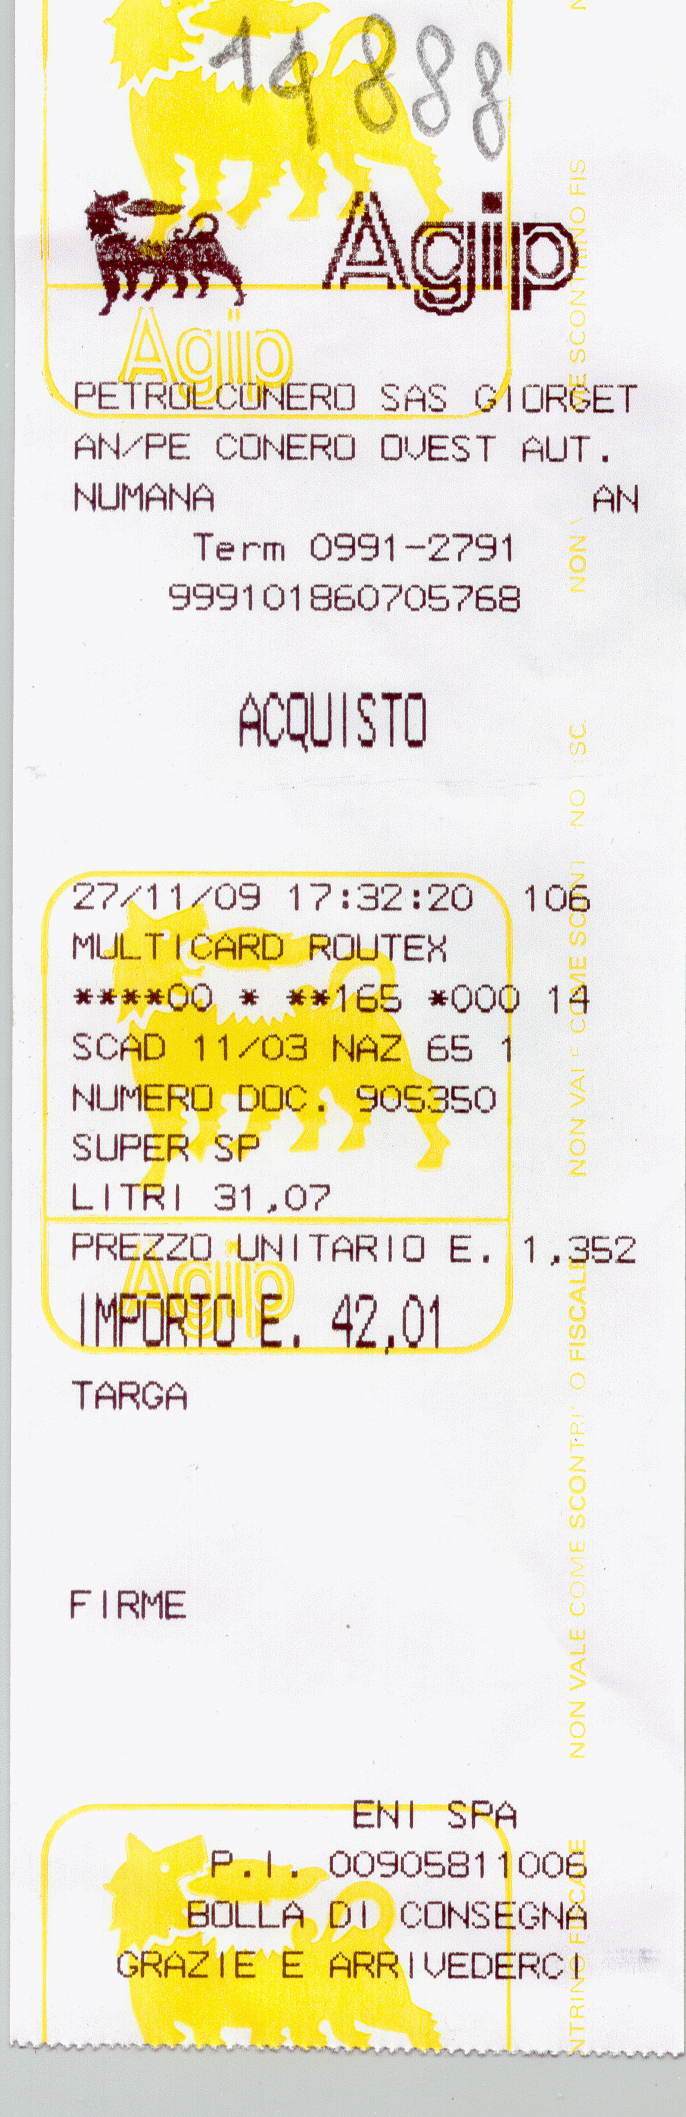 11888
Agip
Agip
PETROLCONERO SAS GIORGET
AN/PE CONERO OVEST AUT.
NUMANA AN
Term 0991-2791
999101860705768
ACQUISTO
27/11/09 17:32:20 106
MULTICARD ROUTEX
****00 * **165 *000 14
SCAD 11/03 NAZ 65 1
NUMERO DOC. 905350
SUPER SP
LITRI 31,07
PREZZO UNITARIO E. 1,352
Agip
IMPORTO E. 42,01
TARGA
FIRME
ENI SPA
P.I. 00905811006
BOLLA DI CONSEGNA
GRAZIE E ARRIVEDERCI
NON VALE COME SCONTRINO FISCALE